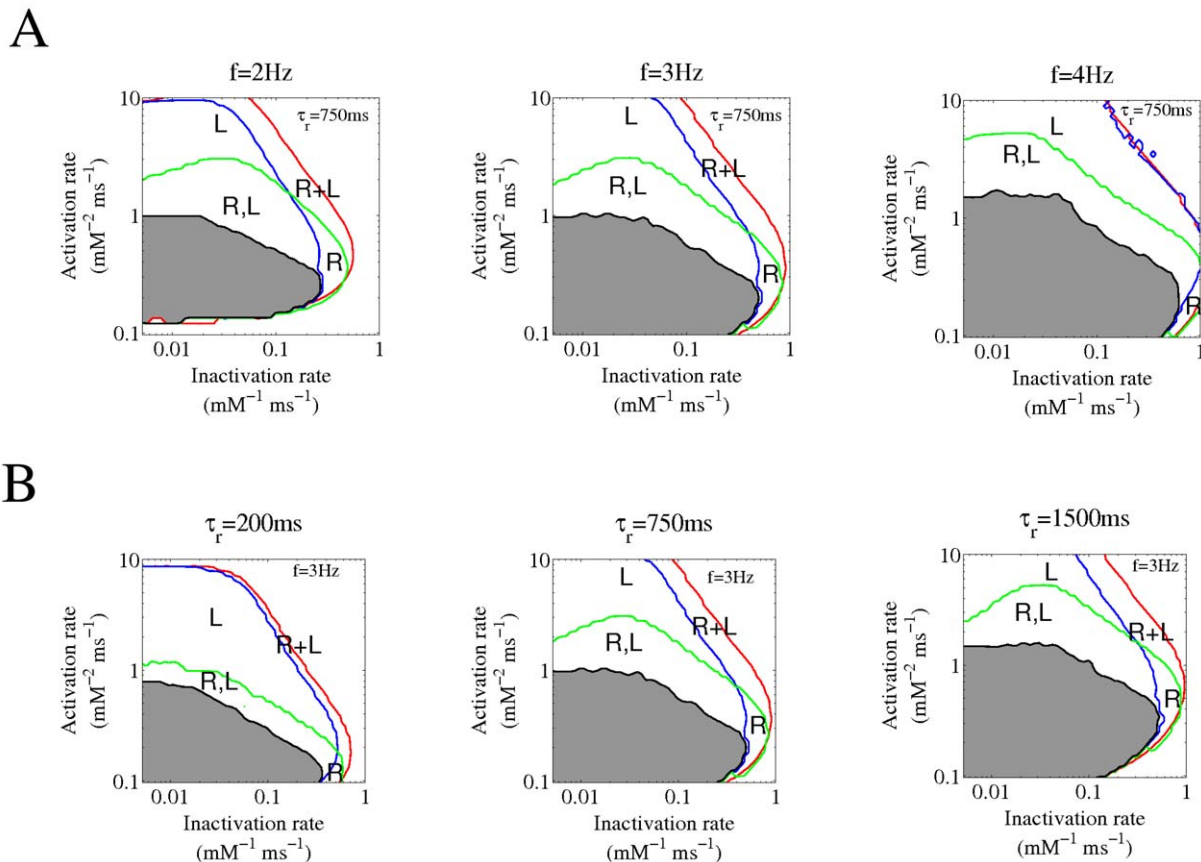 A
f=2Hz
f=3Hz
f=4Hz
10
1
0.1
Activation rate
(mM⁻² ms⁻¹)
L
τr=750ms
R+L
R,L
R
0.01
0.1
1
Inactivation rate
(mM⁻¹ ms⁻¹)
10
1
0.1
Activation rate
(mM⁻² ms⁻¹)
L
τr=750ms
R+L
R,L
R
0.01
0.1
1
Inactivation rate
(mM⁻¹ ms⁻¹)
10
1
0.1
Activation rate
(mM⁻² ms⁻¹)
L
τr=750ms
R,L
R
0.01
0.1
1
Inactivation rate
(mM⁻¹ ms⁻¹)
B
τr=200ms
τr=750ms
τr=1500ms
10
1
0.1
Activation rate
(mM⁻² ms⁻¹)
f=3Hz
L
R+L
R,L
R
0.01
0.1
1
Inactivation rate
(mM⁻¹ ms⁻¹)
10
1
0.1
Activation rate
(mM⁻² ms⁻¹)
L
f=3Hz
R+L
R,L
R
0.01
0.1
1
Inactivation rate
(mM⁻¹ ms⁻¹)
10
1
0.1
Activation rate
(mM⁻² ms⁻¹)
L
f=3Hz
R,L
R+L
R
0.01
0.1
1
Inactivation rate
(mM⁻¹ ms⁻¹)